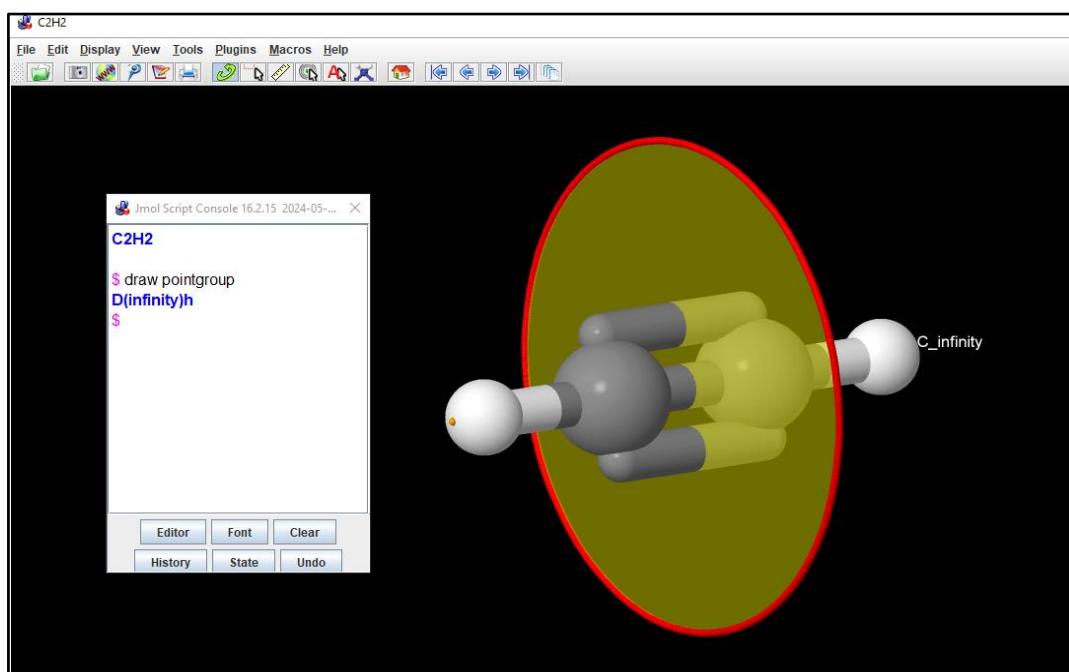 C2H2
File Edit Display View Tools Plugins Macros Help
Jmol Script Console 16.2.15 2024-05-...
C2H2
$ draw pointgroup
D(infinity)h
$
Editor Font Clear
History State Undo
C_infinity